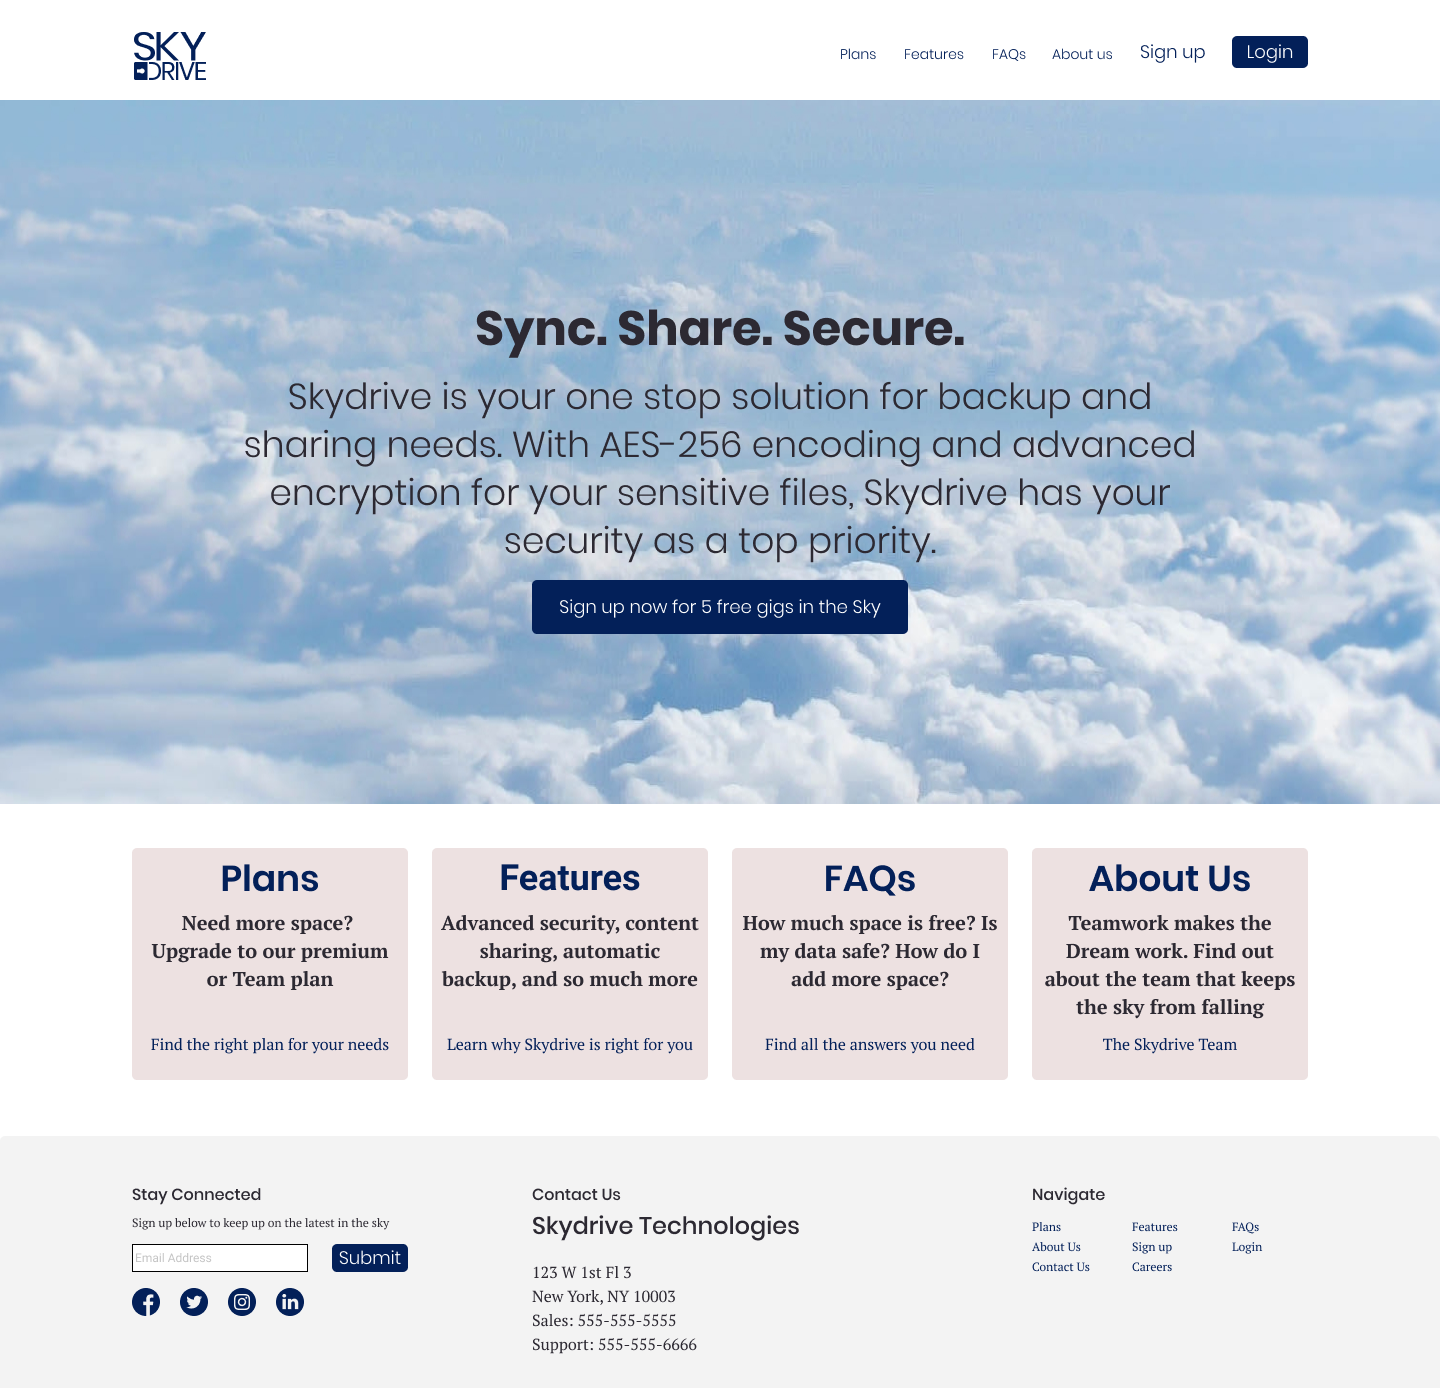 SKY
DRIVE
Plans Features FAQs About us Sign up Login
Sync. Share. Secure.
Skydrive is your one stop solution for backup and
sharing needs. With AES-256 encoding and advanced
encryption for your sensitive files, Skydrive has your
security as a top priority.
Sign up now for 5 free gigs in the Sky
Plans
Need more space?
Upgrade to our premium
or Team plan
Find the right plan for your needs
Features
Advanced security, content
sharing, automatic
backup, and so much more
Learn why Skydrive is right for you
FAQs
How much space is free? Is
my data safe? How do I
add more space?
Find all the answers you need
About Us
Teamwork makes the
Dream work. Find out
about the team that keeps
the sky from falling
The Skydrive Team
Stay Connected
Sign up below to keep up on the latest in the sky
Email Address
Submit
Contact Us
Skydrive Technologies
123 W 1st Fl 3
New York, NY 10003
Sales: 555-555-5555
Support: 555-555-6666
Navigate
Plans Features FAQs
About Us Sign up Login
Contact Us Careers